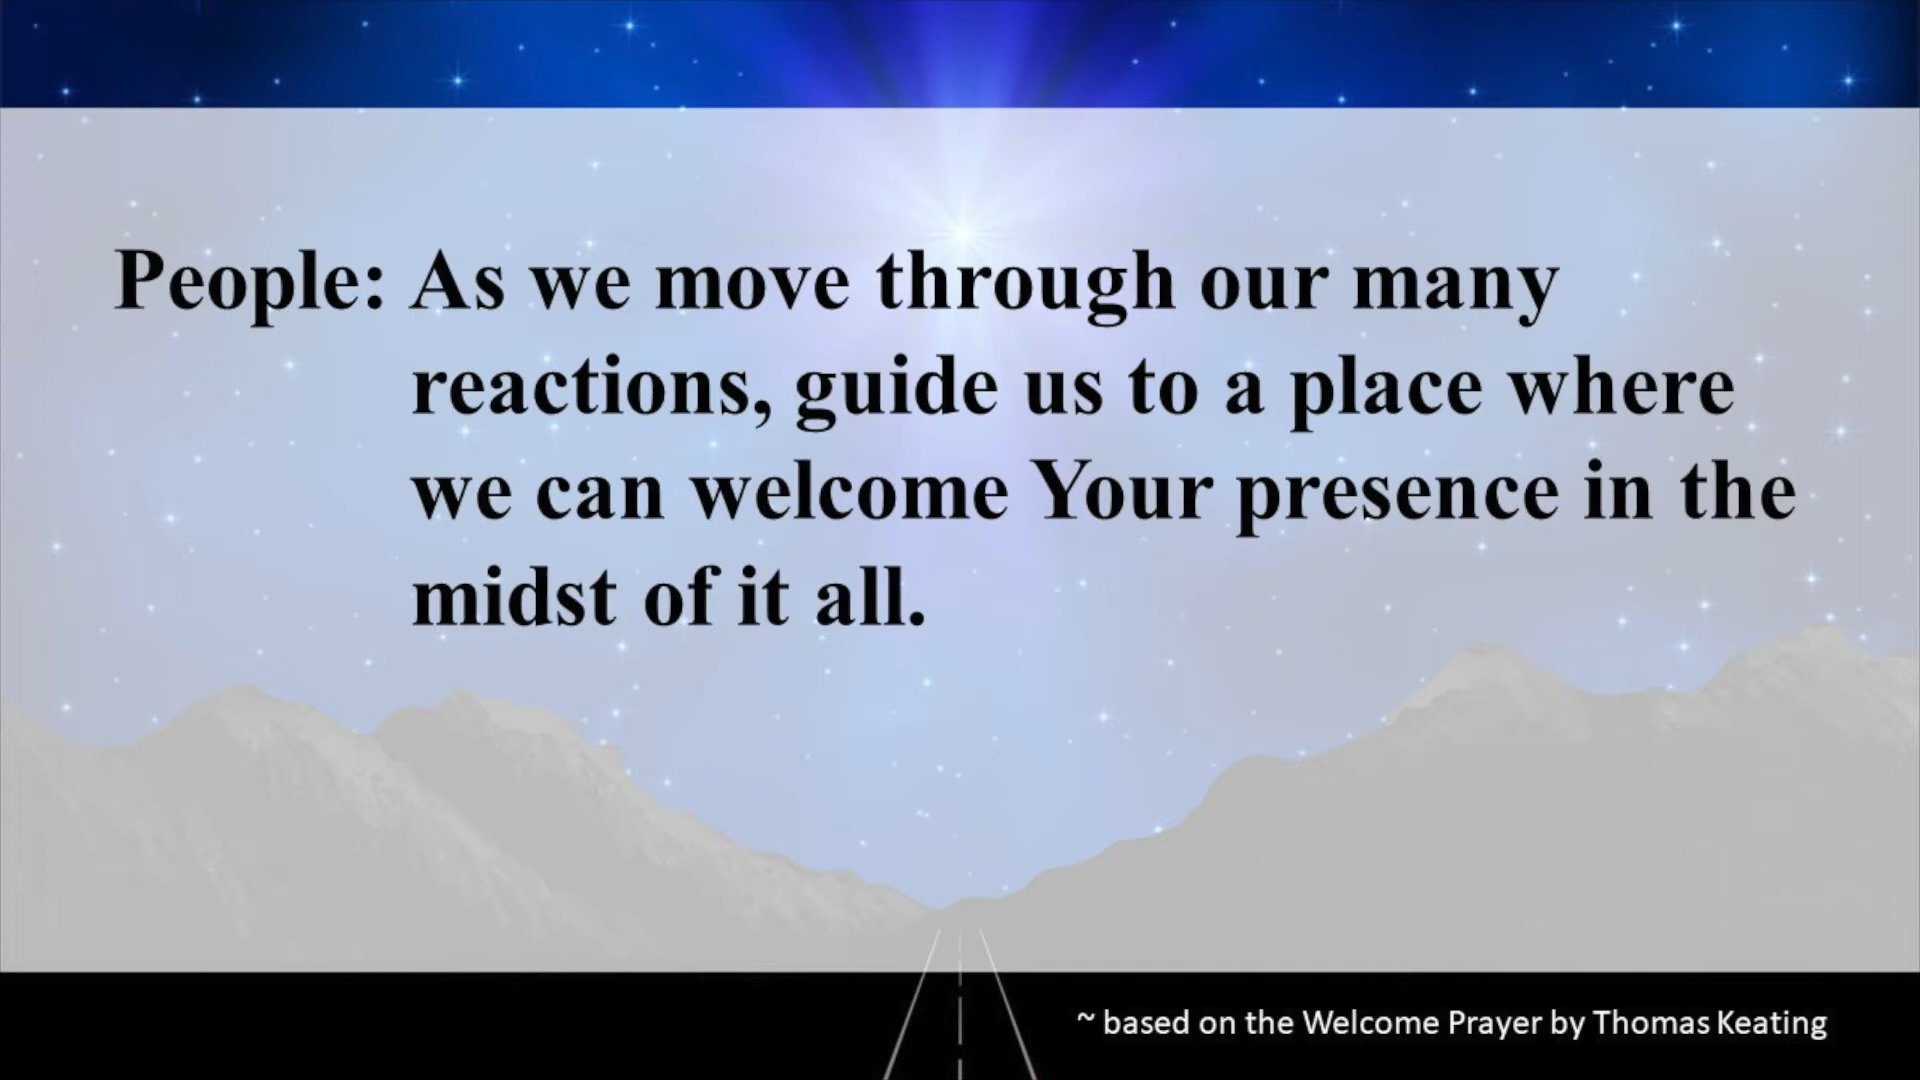 People: As we move through our many
reactions, guide us to a place where
we can welcome Your presence in the
midst of it all.
~ based on the Welcome Prayer by Thomas Keating